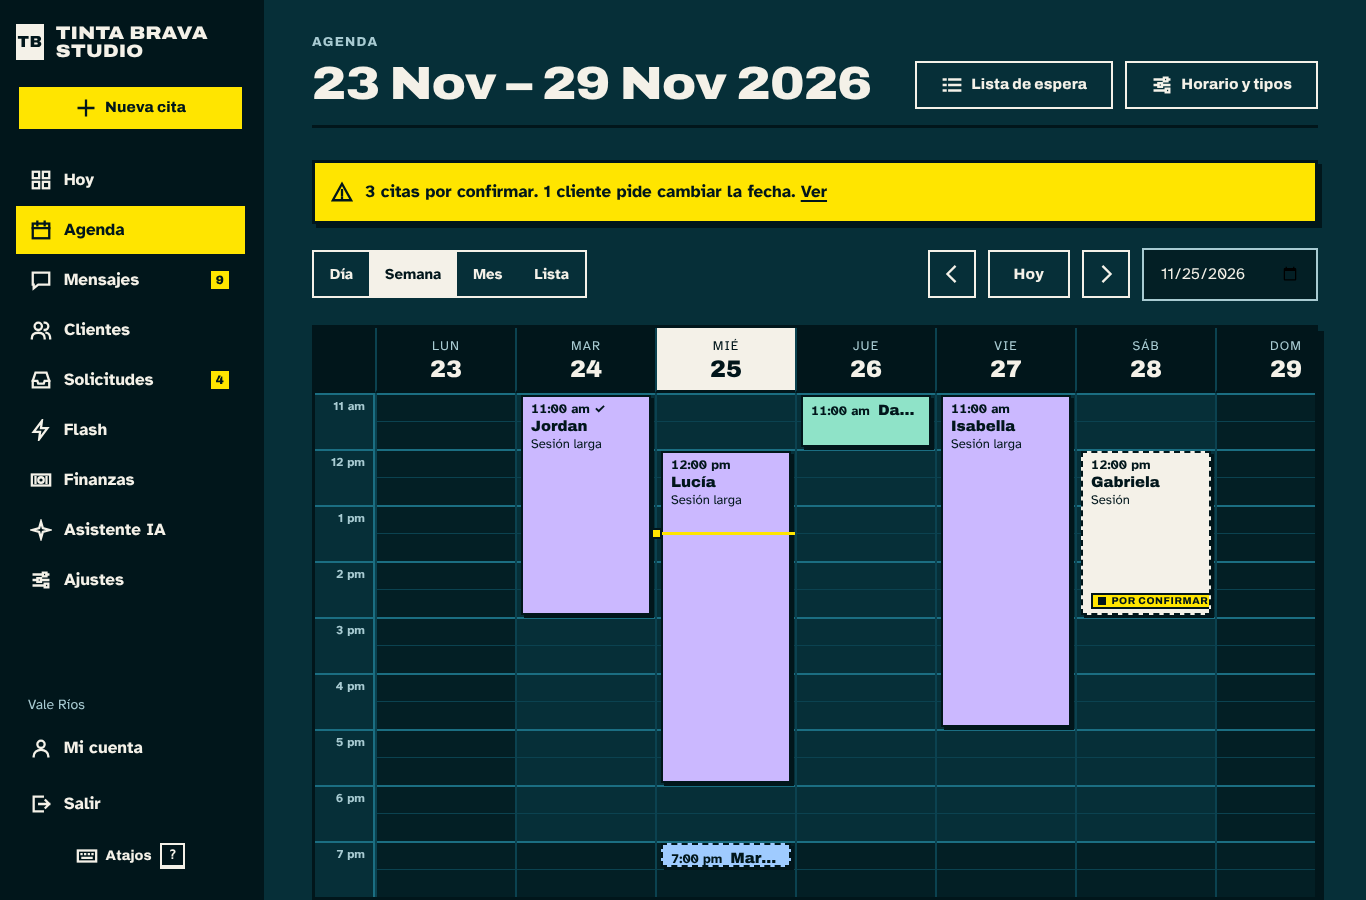 TB
TINTA BRAVA
STUDIO
Nueva cita
Hoy
Agenda
Mensajes 9
Clientes
Solicitudes 4
Flash
Finanzas
Asistente IA
Ajustes
Vale Ríos
Mi cuenta
Salir
Atajos ?
AGENDA
23 Nov – 29 Nov 2026
Lista de espera
Horario y tipos
3 citas por confirmar. 1 cliente pide cambiar la fecha. Ver
Día Semana Mes Lista
Hoy
11/25/2026
LUN MAR MIÉ JUE VIE SÁB DOM
23 24 25 26 27 28 29
11 am
12 pm
1 pm
2 pm
3 pm
4 pm
5 pm
6 pm
7 pm
11:00 am ✓
Jordan
Sesión larga
12:00 pm
Lucía
Sesión larga
7:00 pm Mar...
11:00 am Da...
11:00 am
Isabella
Sesión larga
12:00 pm
Gabriela
Sesión
POR CONFIRMAR